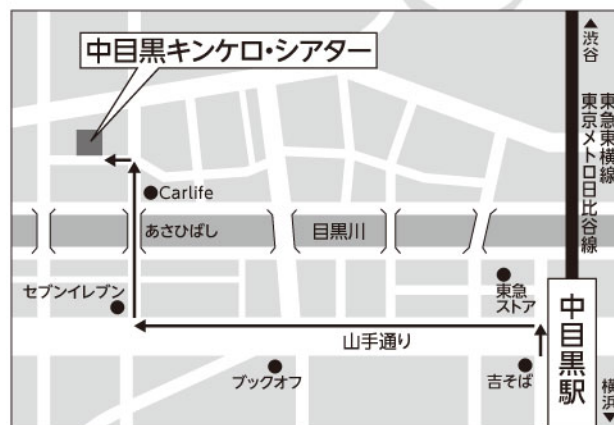 中目黒キンケロ・シアター
▲渋谷
東急東横線
東京メトロ日比谷線
●Carlife
あさひばし
目黒川
セブンイレブン
東急
ストア
山手通り
中目黒駅
ブックオフ
吉そば
横浜▼